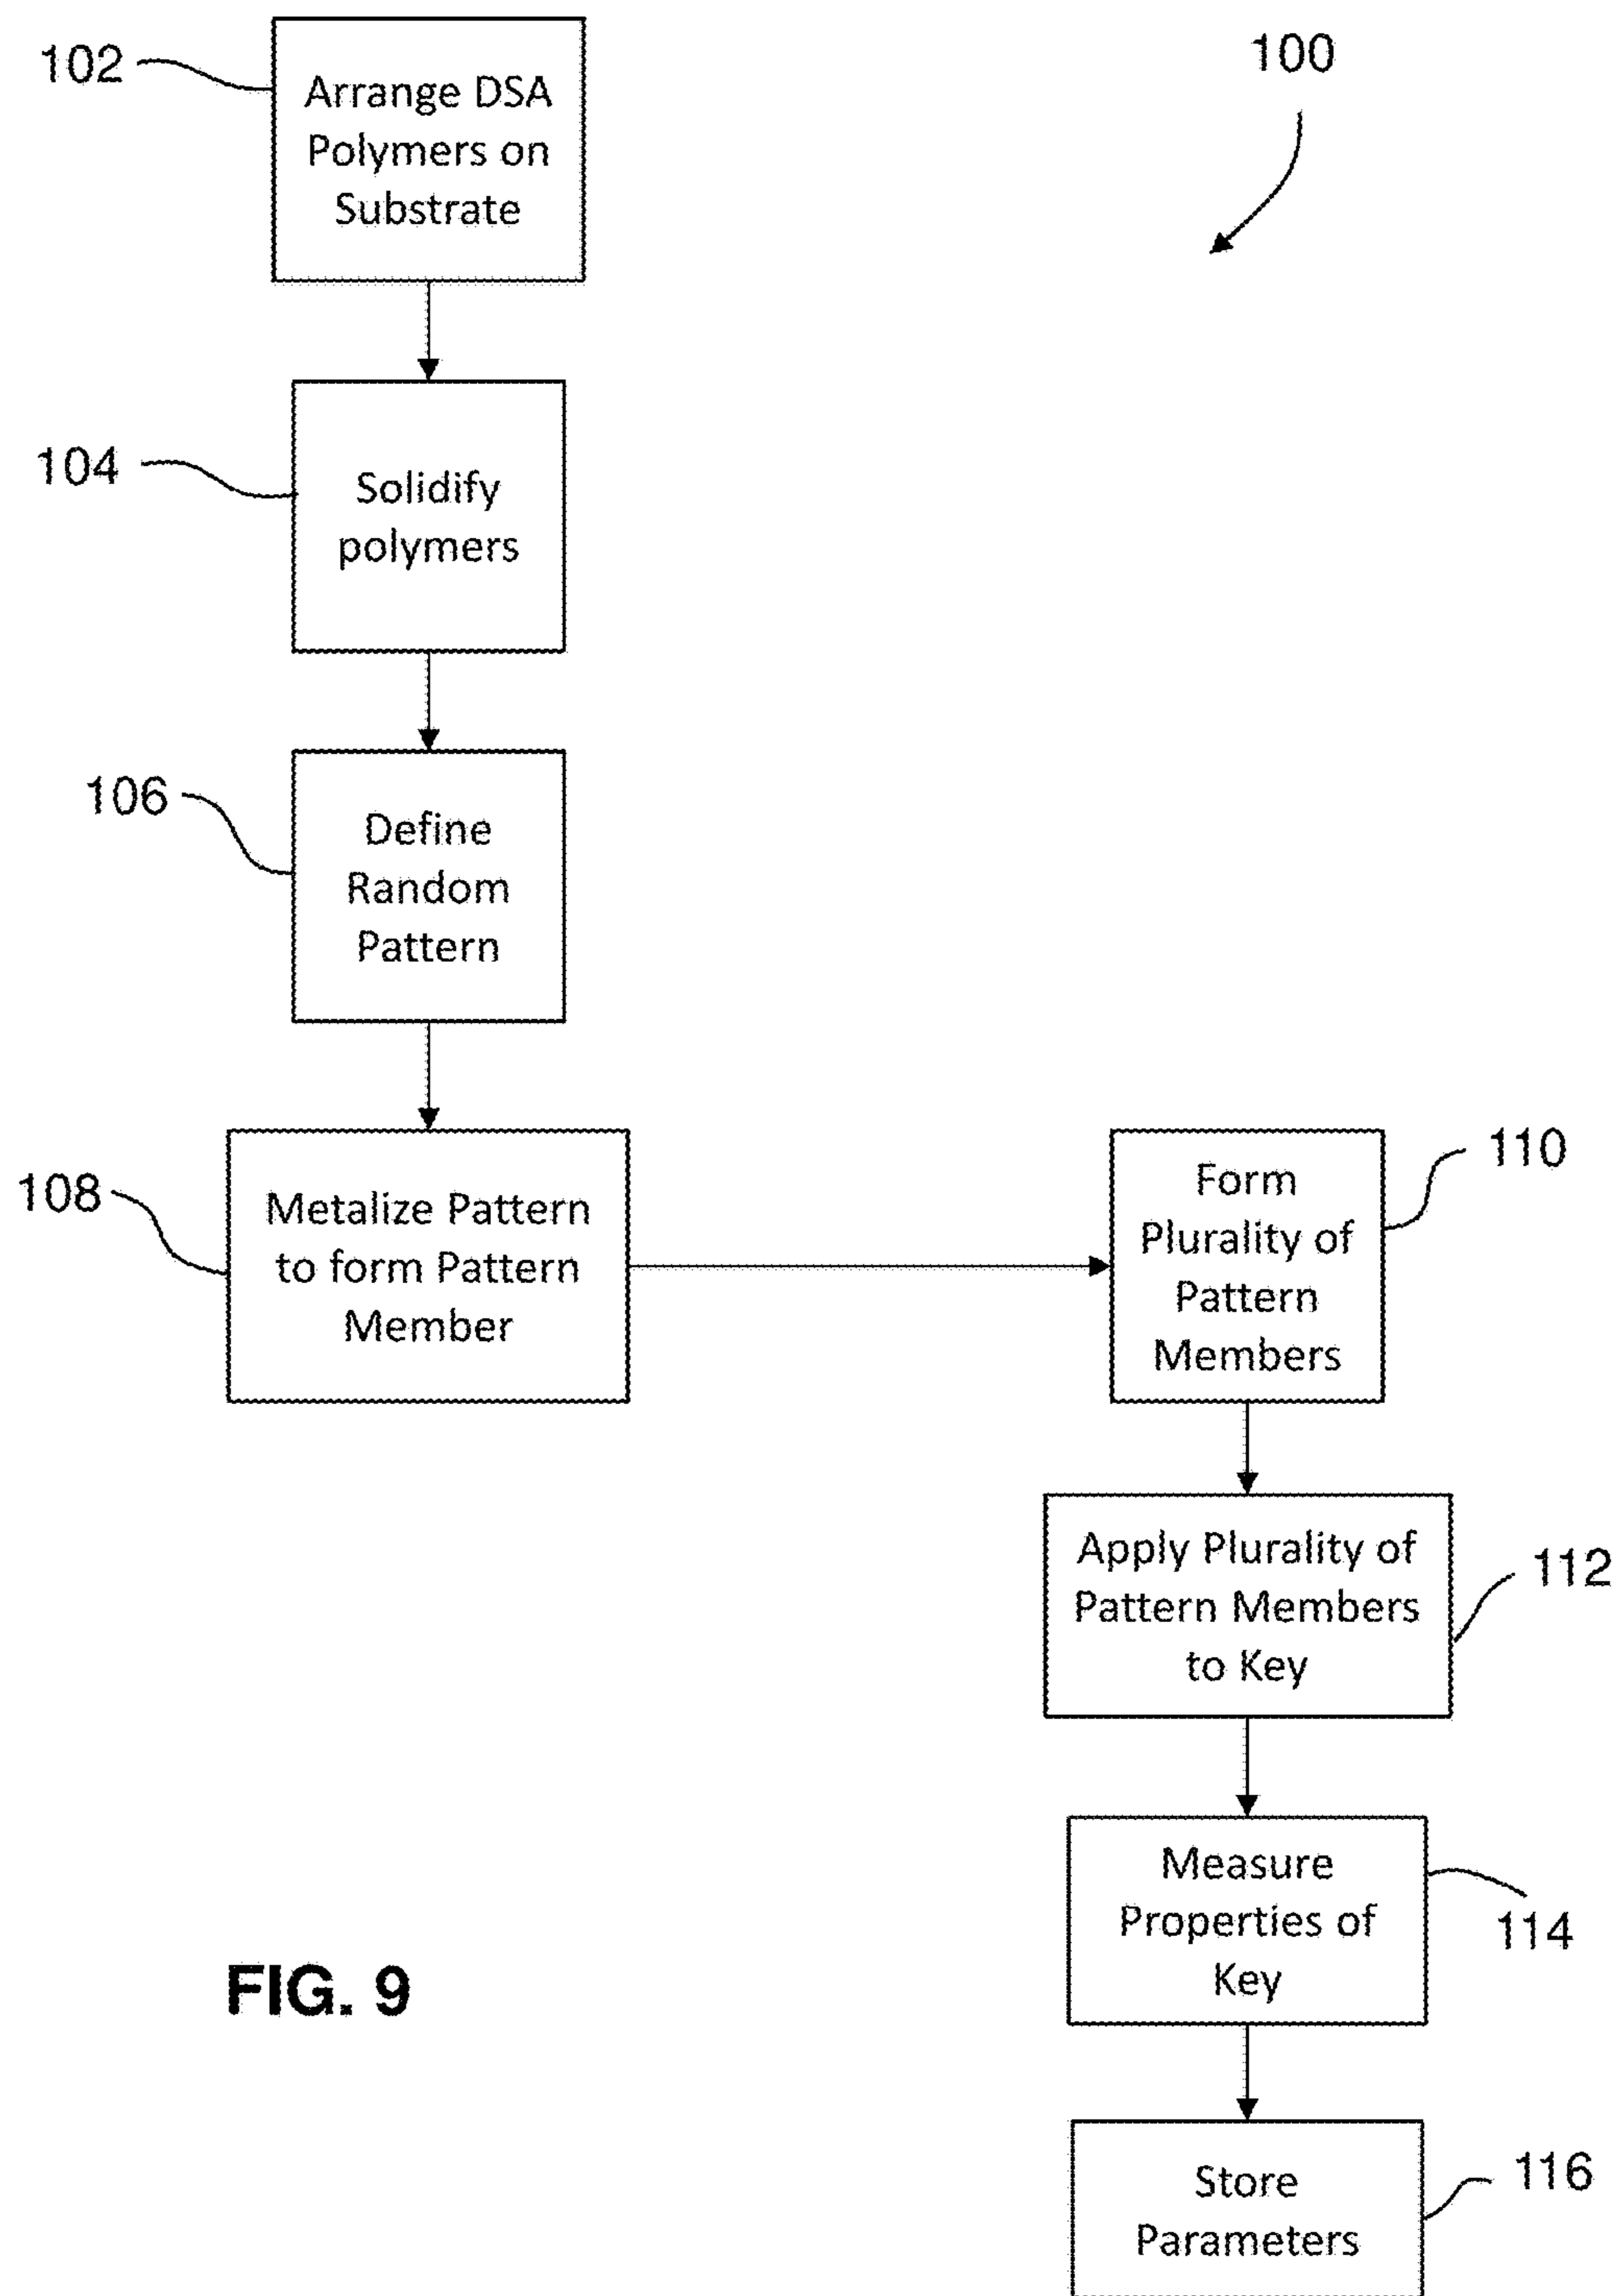 100
102
Arrange DSA
Polymers on
Substrate
104
Solidify
polymers
106
Define
Random
Pattern
108
Metalize Pattern
to form Pattern
Member
110
Form
Plurality of
Pattern
Members
112
Apply Plurality of
Pattern Members
to Key
114
Measure
Properties of
Key
116
Store
Parameters
FIG. 9